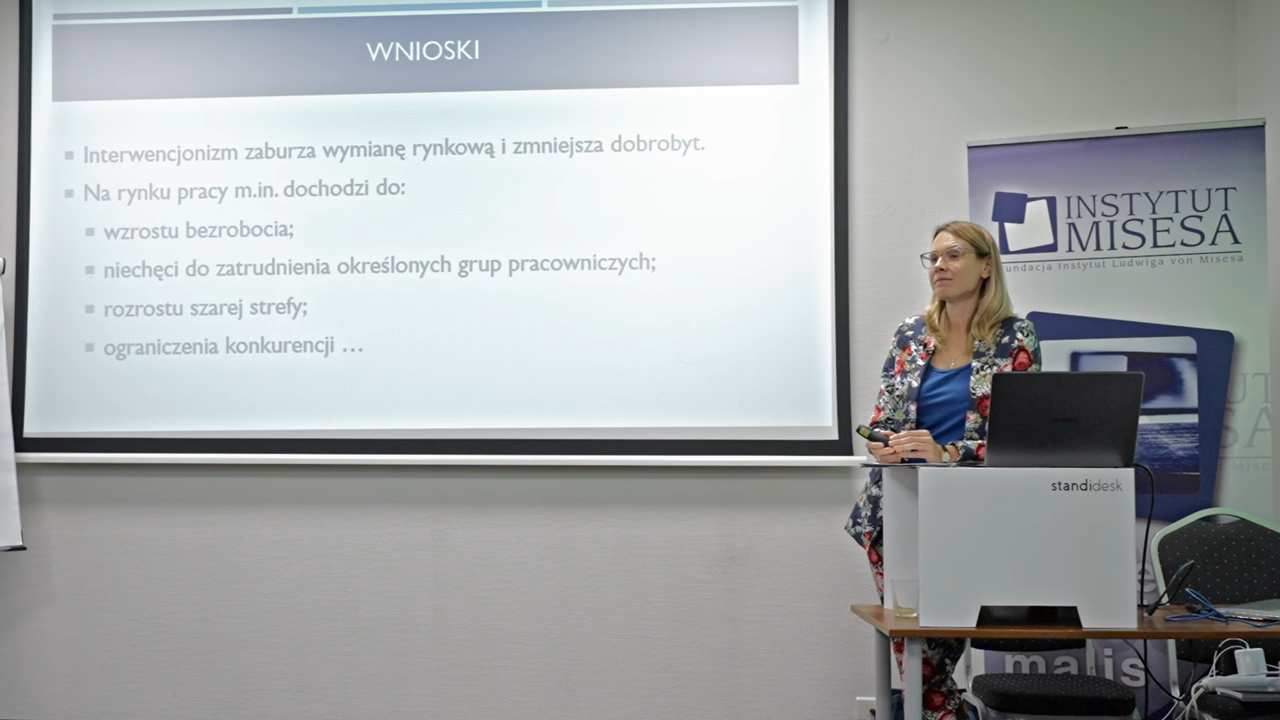 WNIOSKI
Interwencjonizm zaburza wymianę rynkową i zmniejsza dobrobyt.
Na rynku pracy m.in. dochodzi do:
wzrostu bezrobocia;
niechęci do zatrudnienia określonych grup pracowniczych;
rozrostu szarej strefy;
ograniczenia konkurencji …
INSTYTUT
MISESA
Instytut Ludwiga von Misesa
standidesk
malis